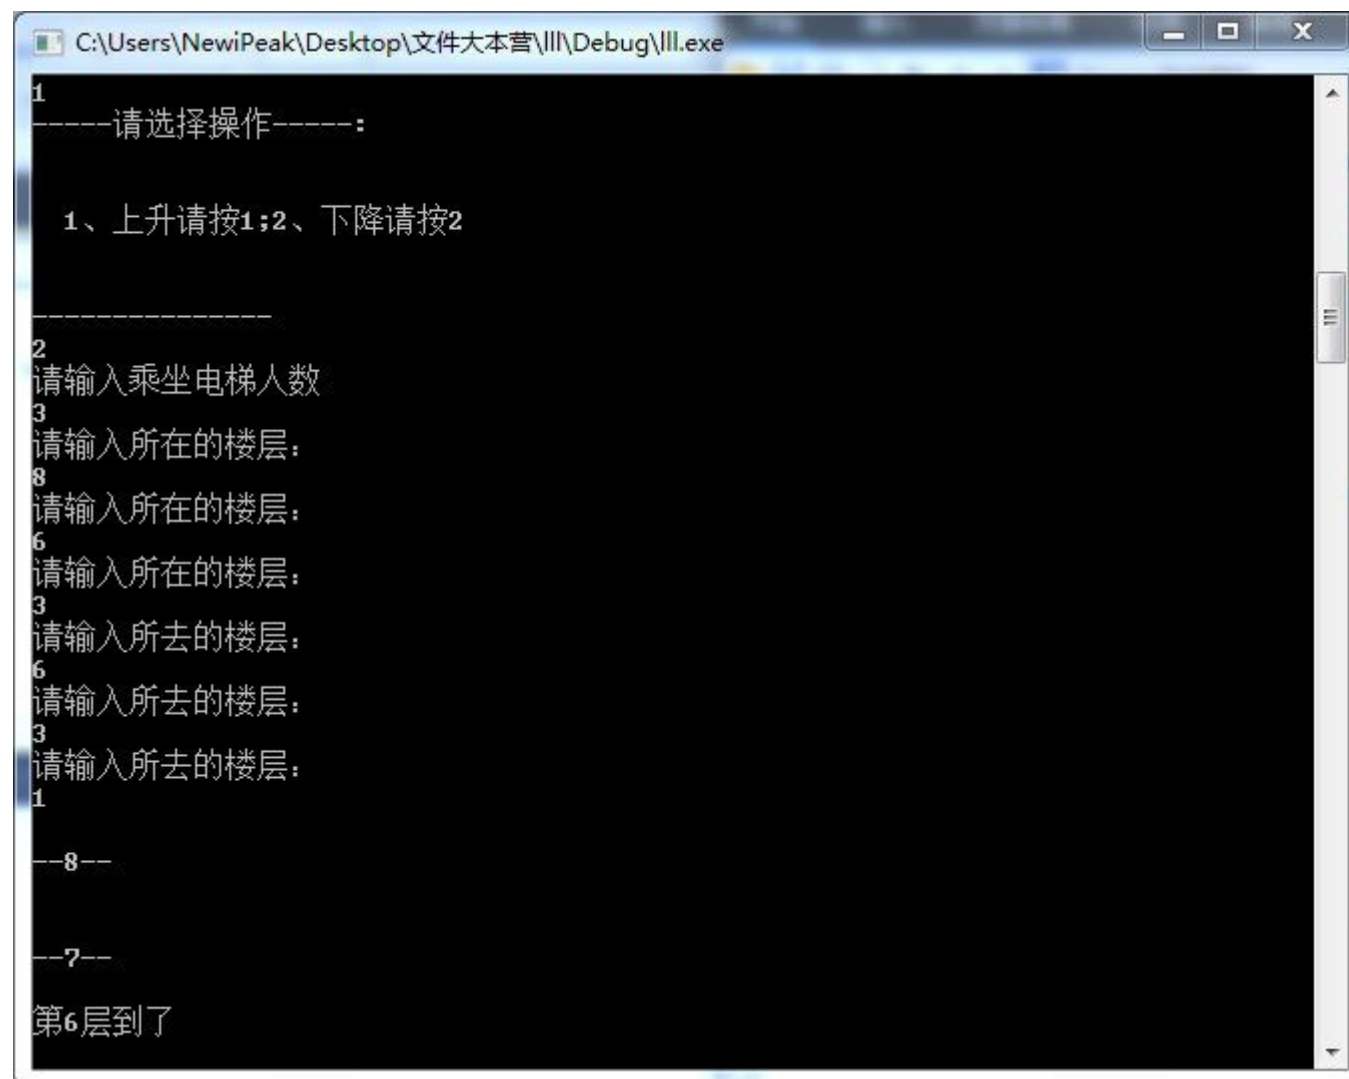 C:\Users\NewiPeak\Desktop\文件大本营\lll\Debug\lll.exe
1
-----请选择操作-----:
1、上升请按1;2、下降请按2
---------------
2
请输入乘坐电梯人数
3
请输入所在的楼层:
8
请输入所在的楼层:
6
请输入所在的楼层:
3
请输入所去的楼层:
6
请输入所去的楼层:
3
请输入所去的楼层:
1
--8--
--7--
第6层到了